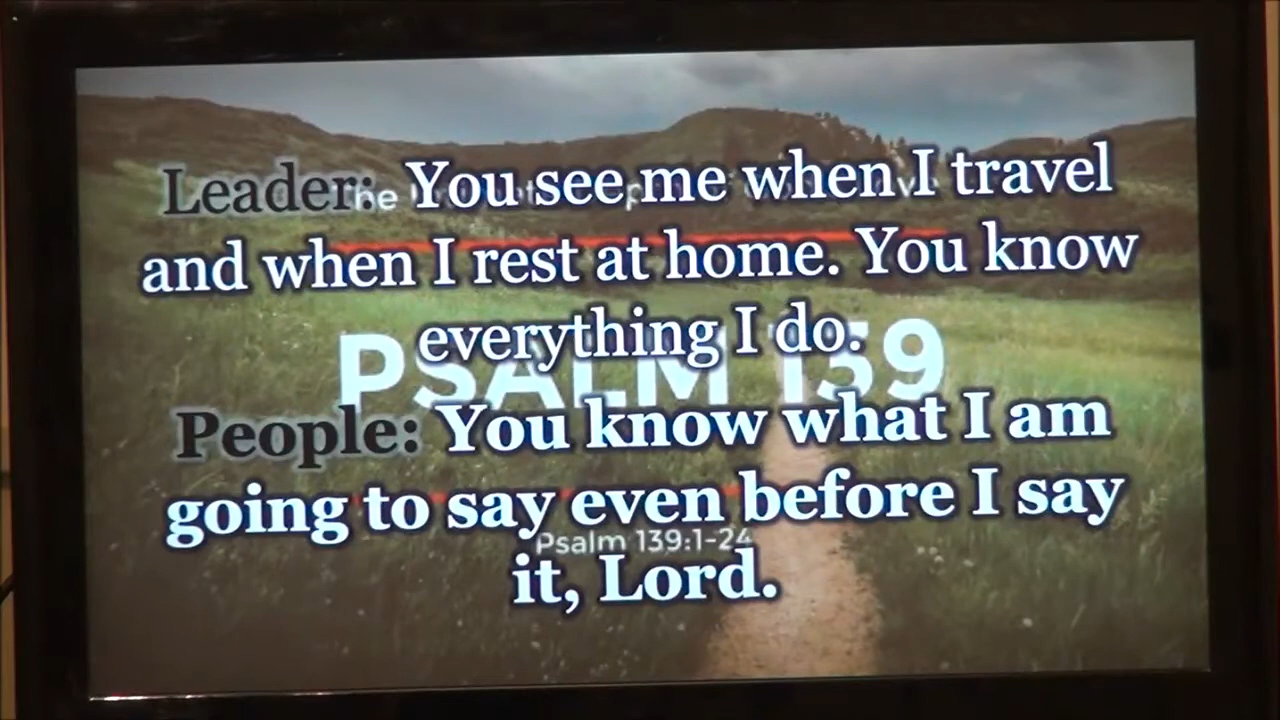 Leader: You see me when I travel
and when I rest at home. You know
everything I do.
PSALM 139
People: You know what I am
going to say even before I say
Psalm 139:1-24
it, Lord.